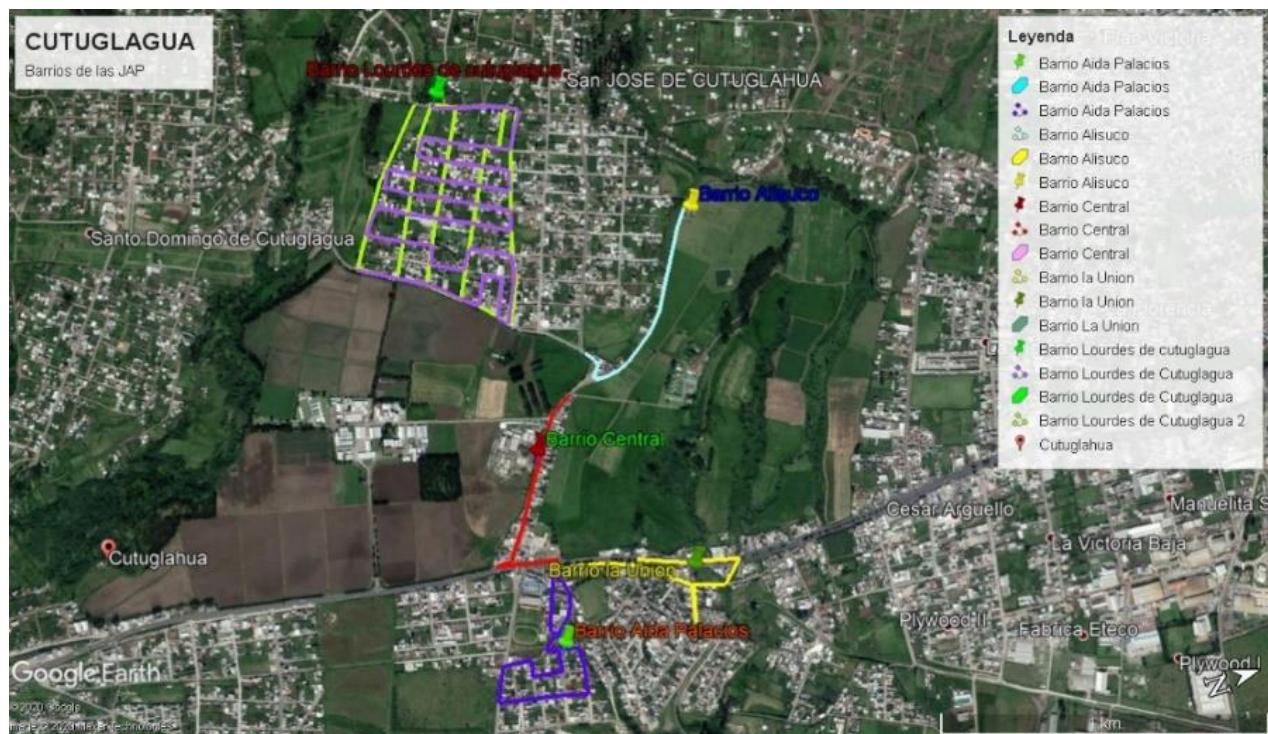 CUTUGLAGUA
Barrios de las JAP
Barrio Lourdes de cutuglagua
San JOSE DE CUTUGLAHUA
Barrio Alisuco
Santo Domingo de Cutuglagua
Barrio Central
Cutuglahua
Cesar Arguello
Manuelita S
La Victoria Baja
Barrio la Union
Barrio Aida Palacios
Plywood II
Fabrica Eteco
Plywood I
Google Earth
©2020 Google
1 km
N
Leyenda
Barrio Aida Palacios
Barrio Aida Palacios
Barrio Aida Palacios
Barrio Alisuco
Barrio Alisuco
Barrio Alisuco
Barrio Central
Barrio Central
Barrio Central
Barrio la Union
Barrio la Union
Barrio La Union
Barrio Lourdes de cutuglagua
Barrio Lourdes de Cutuglagua
Barrio Lourdes de Cutuglagua
Barrio Lourdes de Cutuglagua 2
Cutuglahua